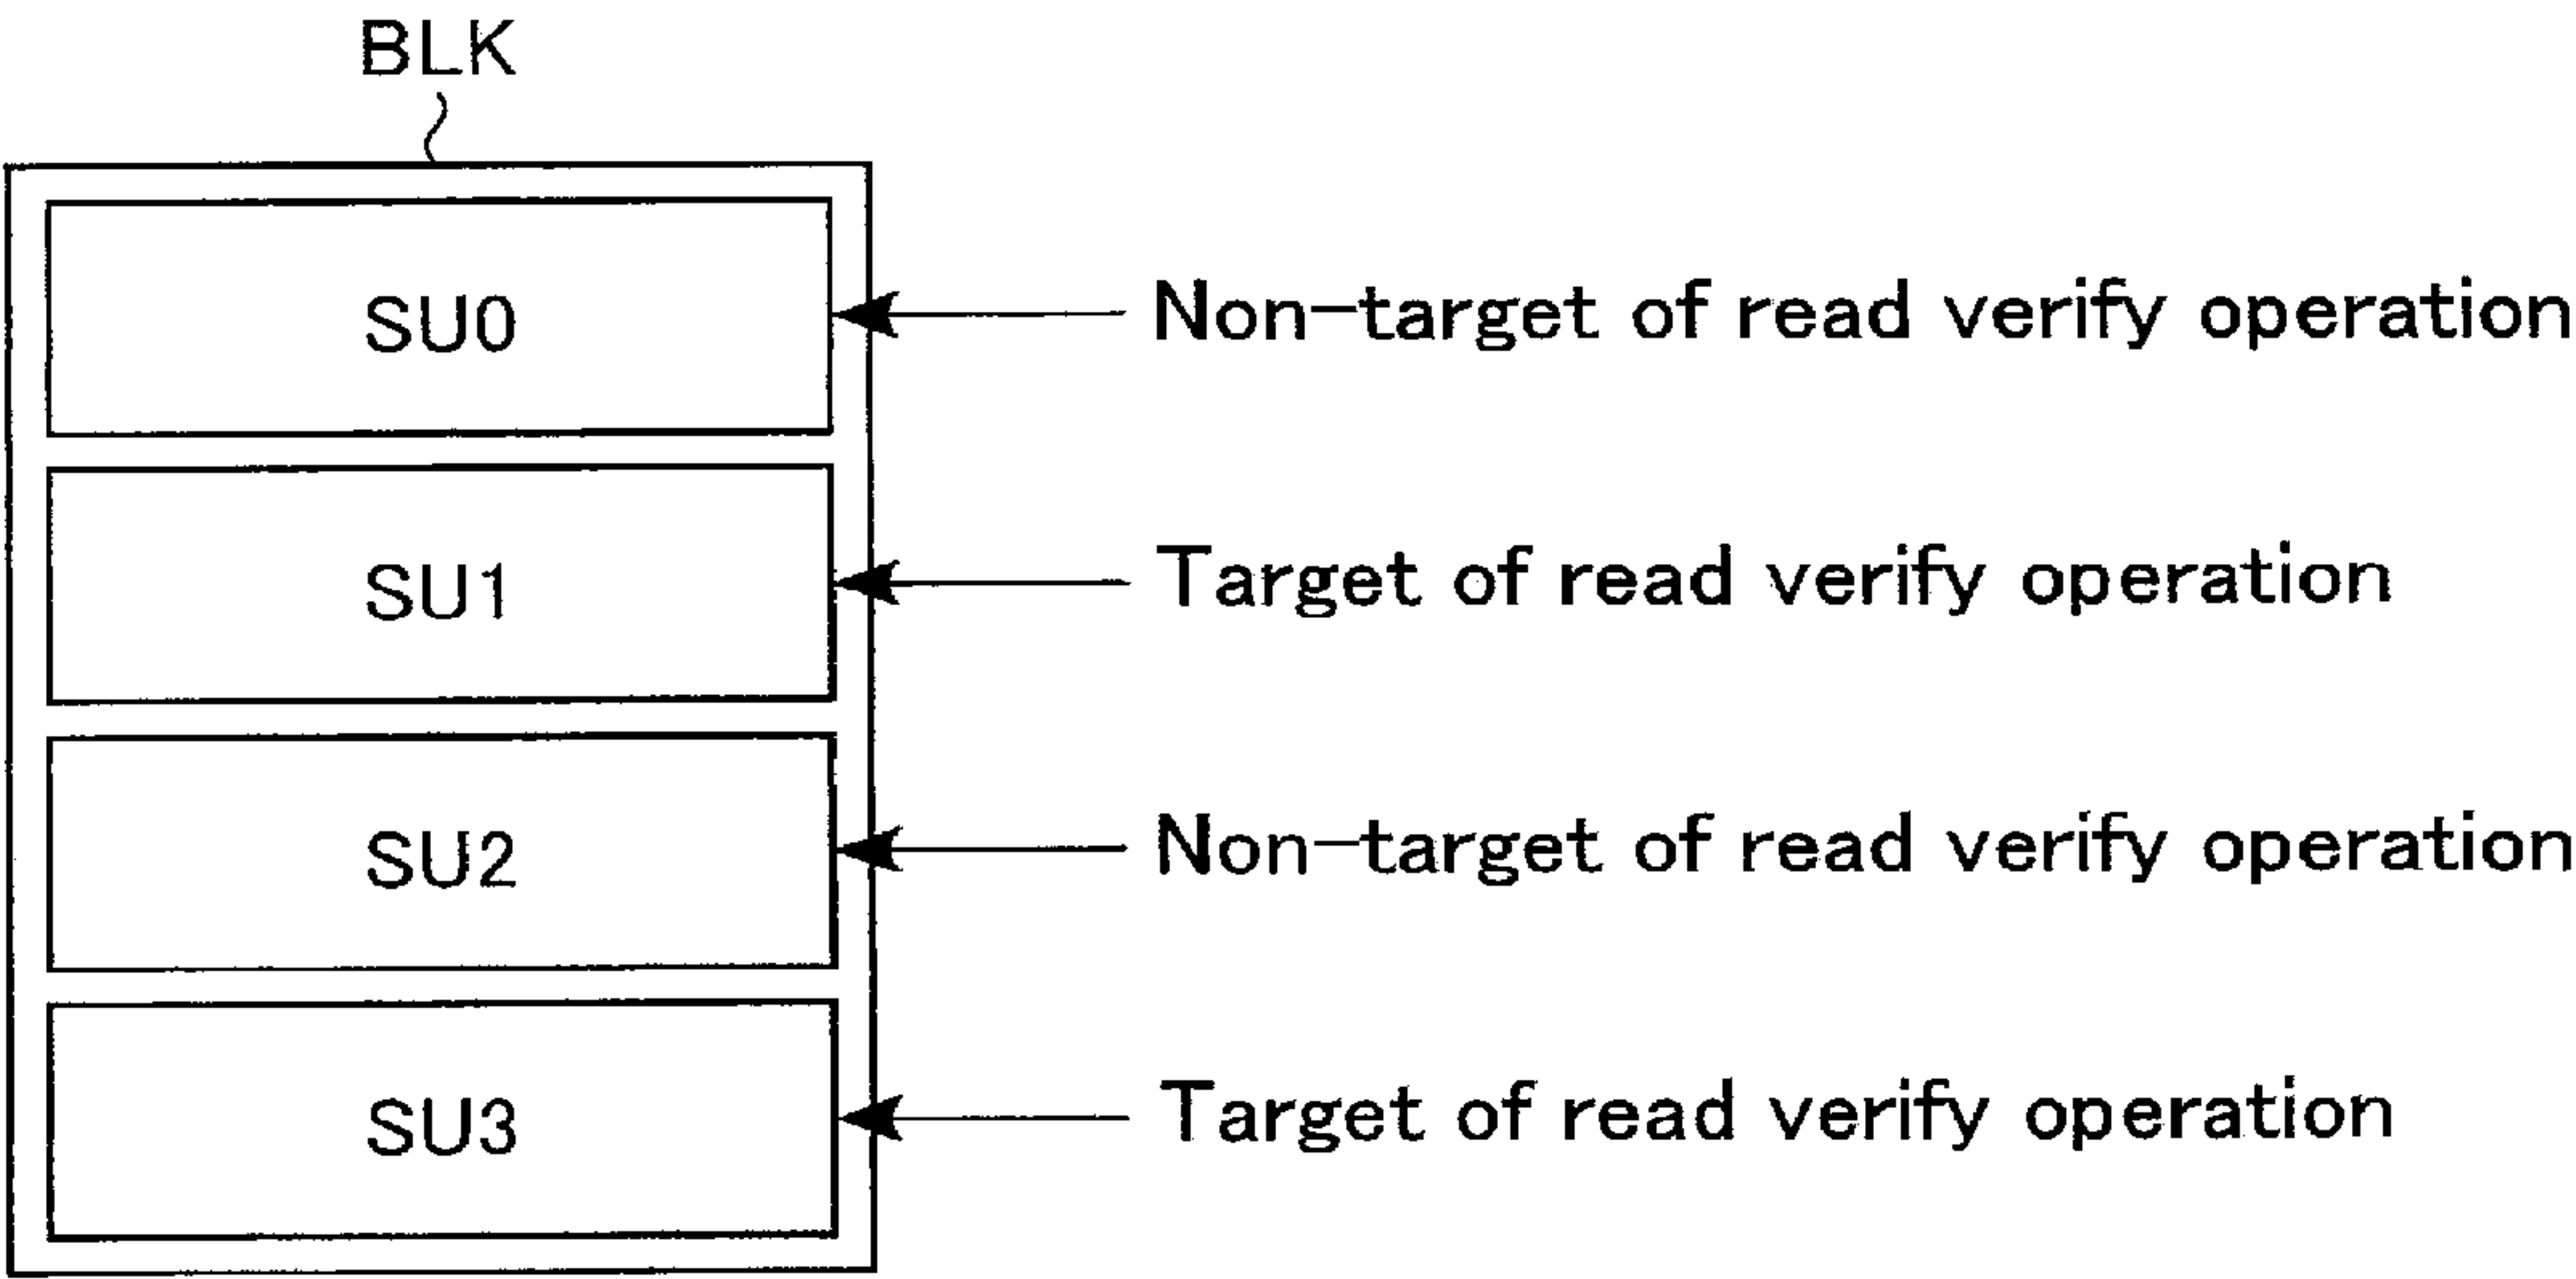 BLK
SU0
Non-target of read verify operation
SU1
Target of read verify operation
SU2
Non-target of read verify operation
SU3
Target of read verify operation